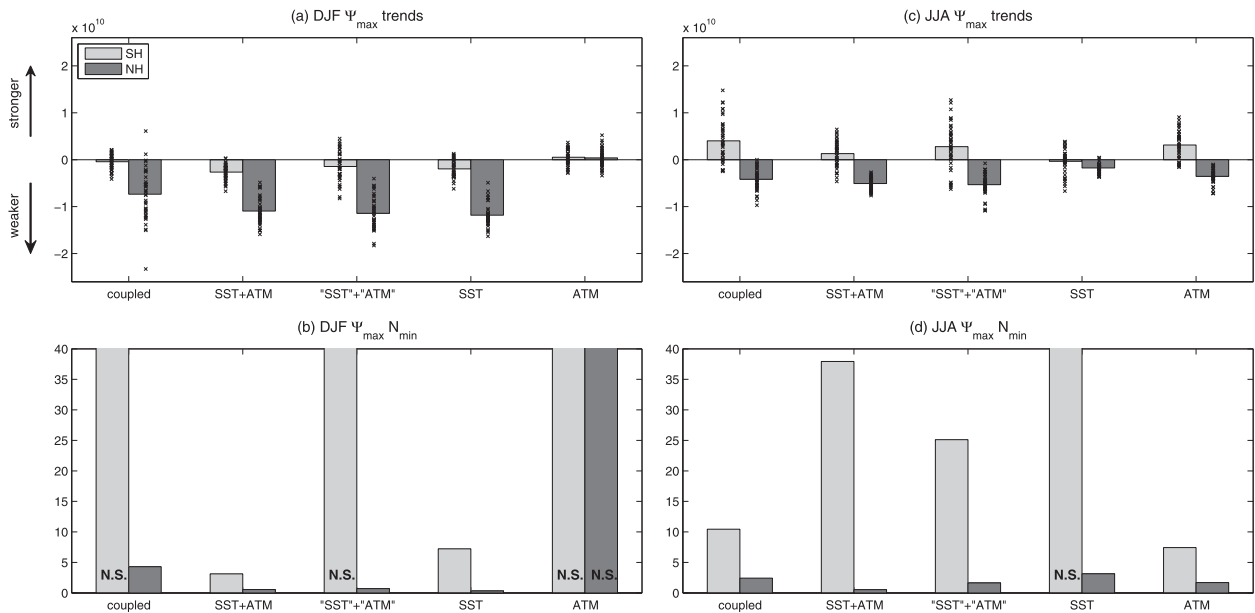 (a) DJF Ψmax trends
x 10^10
SH
NH
stronger
weaker
2
1
0
−1
−2
coupled
SST+ATM
"SST"+"ATM"
SST
ATM
(c) JJA Ψmax trends
x 10^10
2
1
0
−1
−2
coupled
SST+ATM
"SST"+"ATM"
SST
ATM
(b) DJF Ψmax Nmin
40
35
30
25
20
15
10
5
0
N.S.
N.S.
N.S.
N.S.
coupled
SST+ATM
"SST"+"ATM"
SST
ATM
(d) JJA Ψmax Nmin
40
35
30
25
20
15
10
5
0
N.S.
coupled
SST+ATM
"SST"+"ATM"
SST
ATM